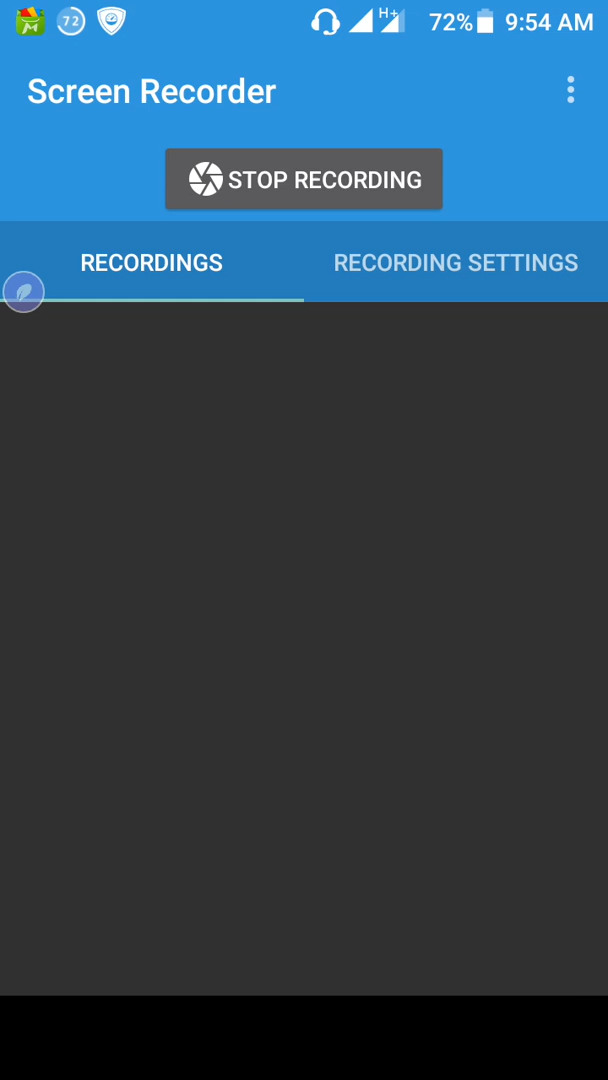 72
H+
72%
9:54 AM
Screen Recorder
STOP RECORDING
RECORDINGS
RECORDING SETTINGS